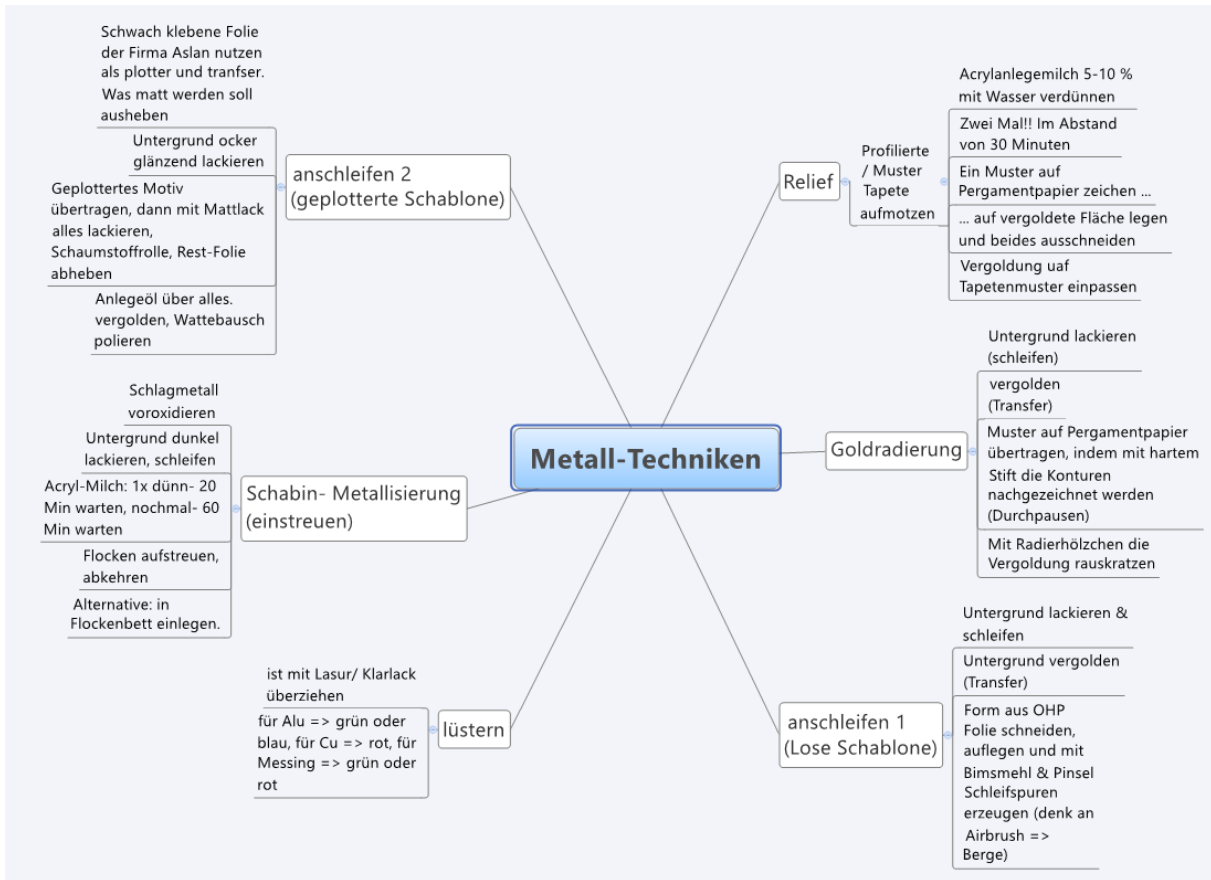 Metall-Techniken
Relief
Profilierte
/ Muster
Tapete
aufmotzen
Acrylanlegemilch 5-10 %
mit Wasser verdünnen
Zwei Mal!! Im Abstand
von 30 Minuten
Ein Muster auf
Pergamentpapier zeichen ...
... auf vergoldete Fläche legen
und beides ausschneiden
Vergoldung uaf
Tapetenmuster einpassen
Goldradierung
Untergrund lackieren
(schleifen)
vergolden
(Transfer)
Muster auf Pergamentpapier
übertragen, indem mit hartem
Stift die Konturen
nachgezeichnet werden
(Durchpausen)
Mit Radierhölzchen die
Vergoldung rauskratzen
anschleifen 1
(Lose Schablone)
Untergrund lackieren &
schleifen
Untergrund vergolden
(Transfer)
Form aus OHP
Folie schneiden,
auflegen und mit
Bimsmehl & Pinsel
Schleifspuren
erzeugen (denk an
Airbrush =>
Berge)
anschleifen 2
(geplotterte Schablone)
Schwach klebene Folie
der Firma Aslan nutzen
als plotter und tranfser.
Was matt werden soll
ausheben
Untergrund ocker
glänzend lackieren
Geplottertes Motiv
übertragen, dann mit Mattlack
alles lackieren,
Schaumstoffrolle, Rest-Folie
abheben
Anlegeöl über alles.
vergolden, Wattebausch
polieren
Schabin- Metallisierung
(einstreuen)
Schlagmetall
voroxidieren
Untergrund dunkel
lackieren, schleifen
Acryl-Milch: 1x dünn- 20
Min warten, nochmal- 60
Min warten
Flocken aufstreuen,
abkehren
Alternative: in
Flockenbett einlegen.
lüstern
ist mit Lasur/ Klarlack
überziehen
für Alu => grün oder
blau, für Cu => rot, für
Messing => grün oder
rot